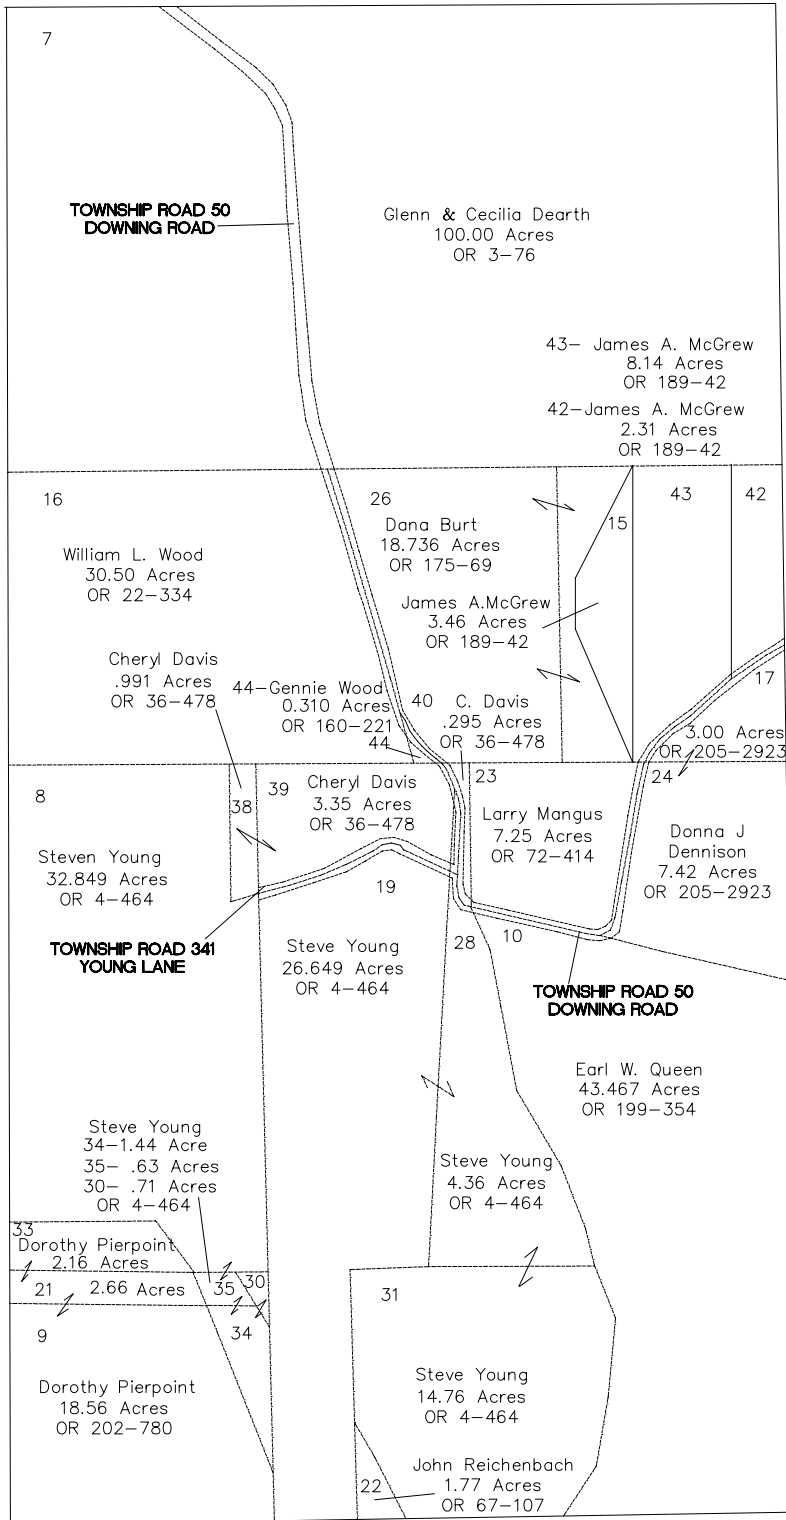 7
TOWNSHIP ROAD 50
DOWNING ROAD
Glenn & Cecilia Dearth
100.00 Acres
OR 3-76
43- James A. McGrew
8.14 Acres
OR 189-42
42-James A. McGrew
2.31 Acres
OR 189-42
16
William L. Wood
30.50 Acres
OR 22-334
26
Dana Burt
18.736 Acres
OR 175-69
15
43
42
James A.McGrew
3.46 Acres
OR 189-42
Cheryl Davis
.991 Acres
OR 36-478
44-Gennie Wood
0.310 Acres
OR 160-221
44
40
C. Davis
.295 Acres
OR 36-478
17
3.00 Acres
OR 205-2923
8
38
39
Cheryl Davis
3.35 Acres
OR 36-478
23
Larry Mangus
7.25 Acres
OR 72-414
24
Donna J
Dennison
7.42 Acres
OR 205-2923
Steven Young
32.849 Acres
OR 4-464
TOWNSHIP ROAD 341
YOUNG LANE
19
Steve Young
26.649 Acres
OR 4-464
28
10
TOWNSHIP ROAD 50
DOWNING ROAD
Earl W. Queen
43.467 Acres
OR 199-354
Steve Young
34-1.44 Acre
35- .63 Acres
30- .71 Acres
OR 4-464
Steve Young
4.36 Acres
OR 4-464
33
Dorothy Pierpoint
2.16 Acres
21
2.66 Acres
35
30
34
9
Dorothy Pierpoint
18.56 Acres
OR 202-780
31
Steve Young
14.76 Acres
OR 4-464
22
John Reichenbach
1.77 Acres
OR 67-107